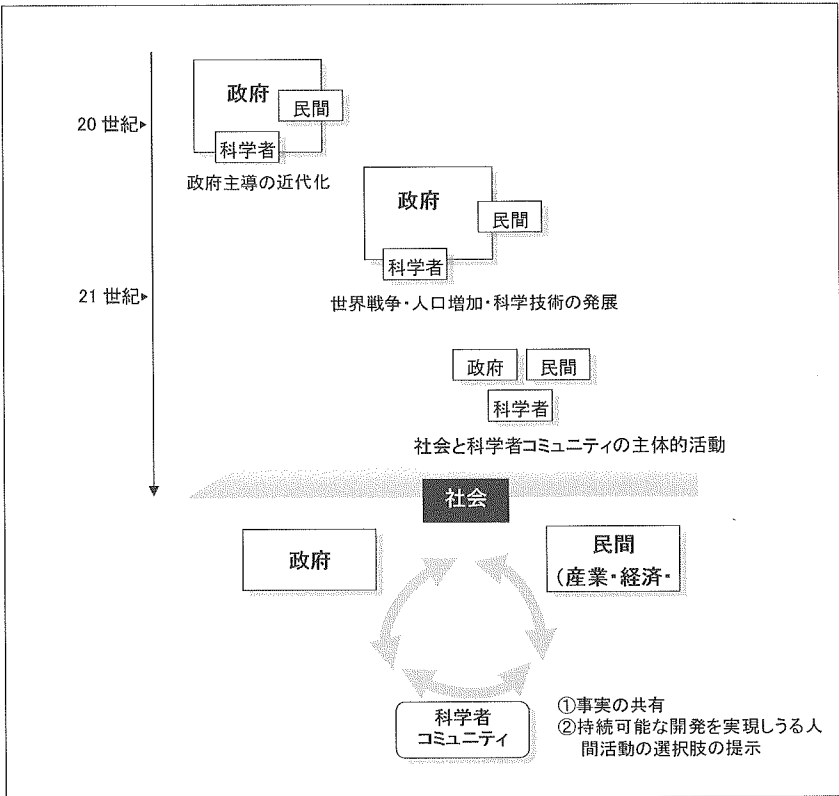 政府
民間
20 世紀
科学者
政府主導の近代化
政府
民間
科学者
21 世紀
世界戦争・人口増加・科学技術の発展
政府
民間
科学者
社会と科学者コミュニティの主体的活動
社会
政府
民間
(産業・経済・
科学者
コミュニティ
①事実の共有
②持続可能な開発を実現しうる人
間活動の選択肢の提示